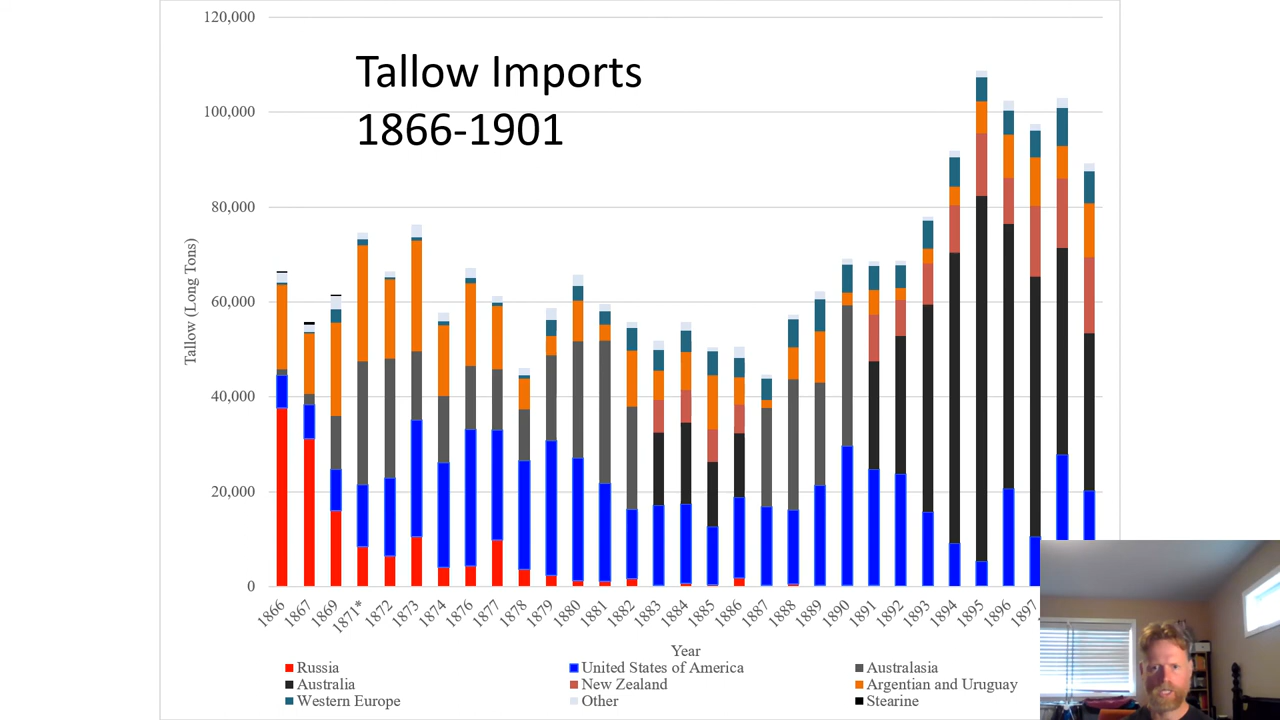 120,000
Tallow Imports
1866-1901
100,000
80,000
60,000
40,000
20,000
0
Tallow (Long Tons)
1866 1867 1869 1871* 1872 1873 1874 1876 1877 1878 1879 1880 1881 1882 1883 1884 1885 1886 1887 1888 1889 1890 1891 1892 1893 1894 1895 1896 1897
Year
Russia United States of America Australasia
Australia New Zealand Argentian and Uruguay
Western Europe Other Stearine